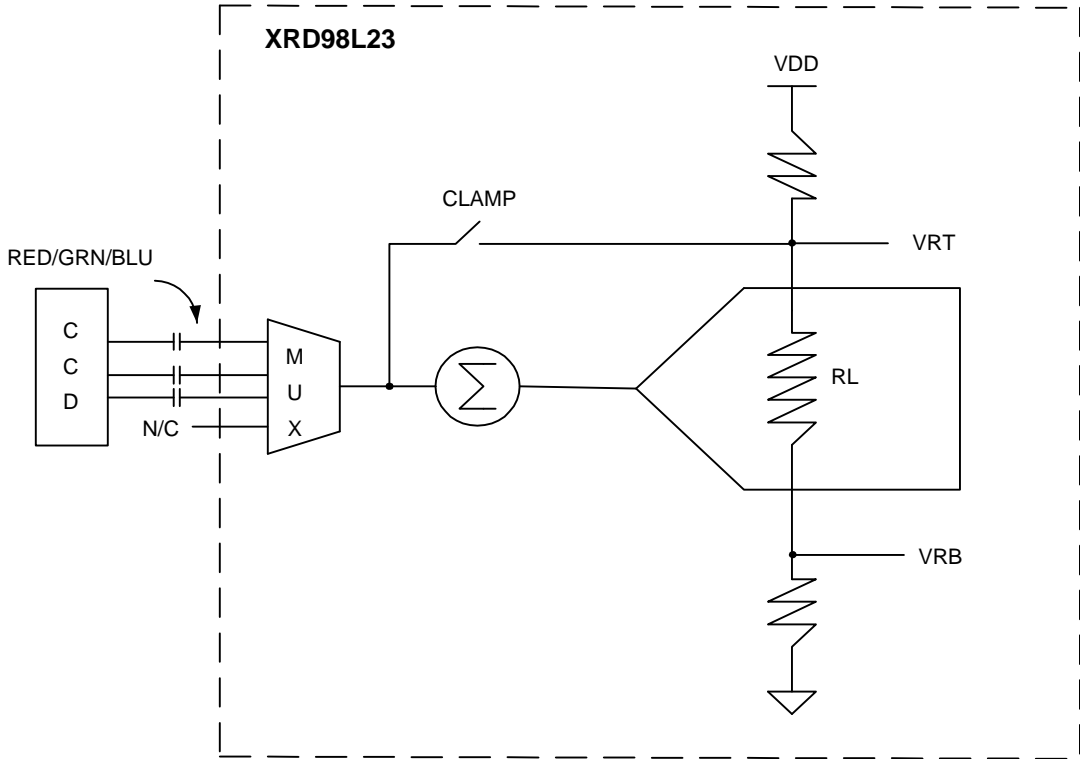 XRD98L23
VDD
CLAMP
VRT
RED/GRN/BLU
C
C
D
M
U
X
N/C
Σ
RL
VRB